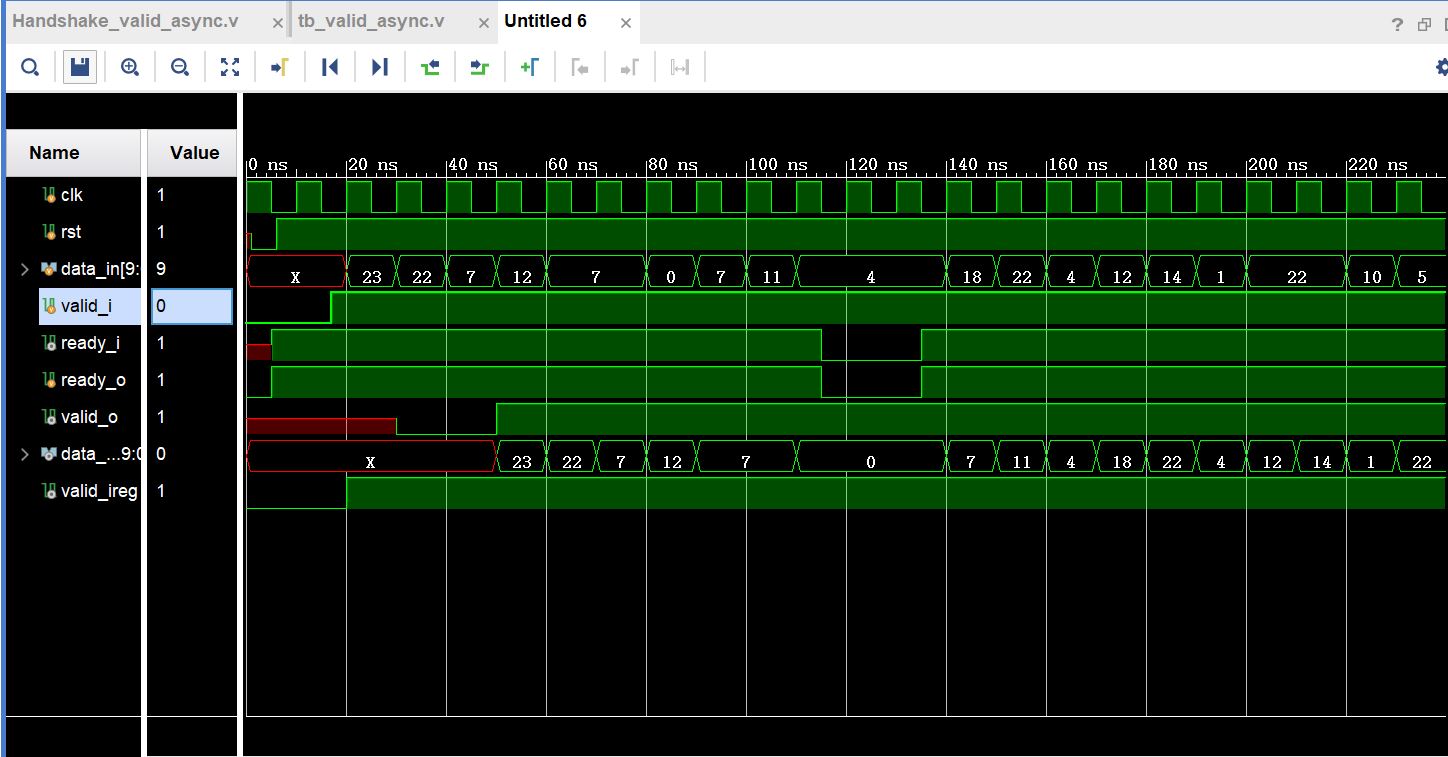 Handshake_valid_async.v × tb_valid_async.v × Untitled 6 × ?
Name Value
0 ns 20 ns 40 ns 60 ns 80 ns 100 ns 120 ns 140 ns 160 ns 180 ns 200 ns 220 ns
clk 1
rst 1
data_in[9: 9 X 23 22 7 12 7 0 7 11 4 18 22 4 12 14 1 22 10 5
valid_i 0
ready_i 1
ready_o 1
valid_o 1
data_...9:0 0 X 23 22 7 12 7 0 7 11 4 18 22 4 12 14 1 22
valid_ireg 1